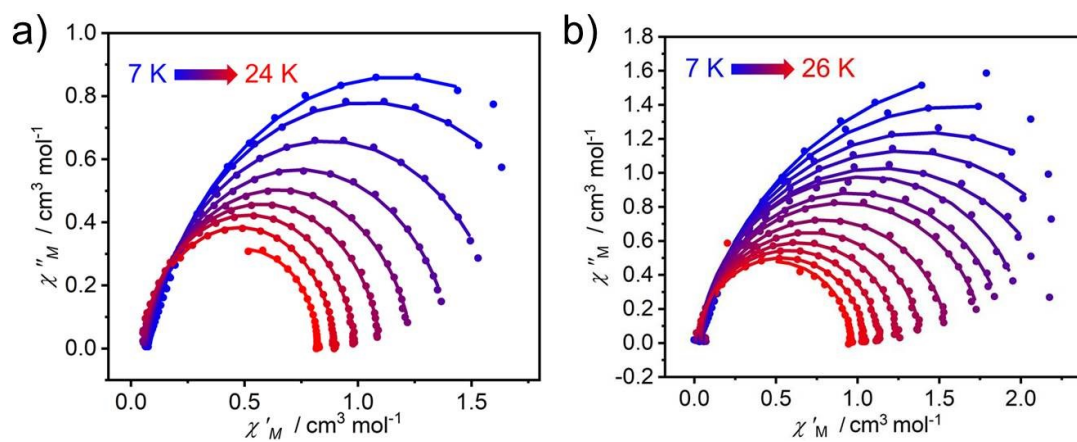 a)
7 K 24 K
χ″M / cm3 mol-1
1.0
0.8
0.6
0.4
0.2
0.0
0.0 0.5 1.0 1.5
χ′M / cm3 mol-1
b)
7 K 26 K
χ″M / cm3 mol-1
1.8
1.6
1.4
1.2
1.0
0.8
0.6
0.4
0.2
0.0
-0.2
0.0 0.5 1.0 1.5 2.0
χ′M / cm3 mol-1